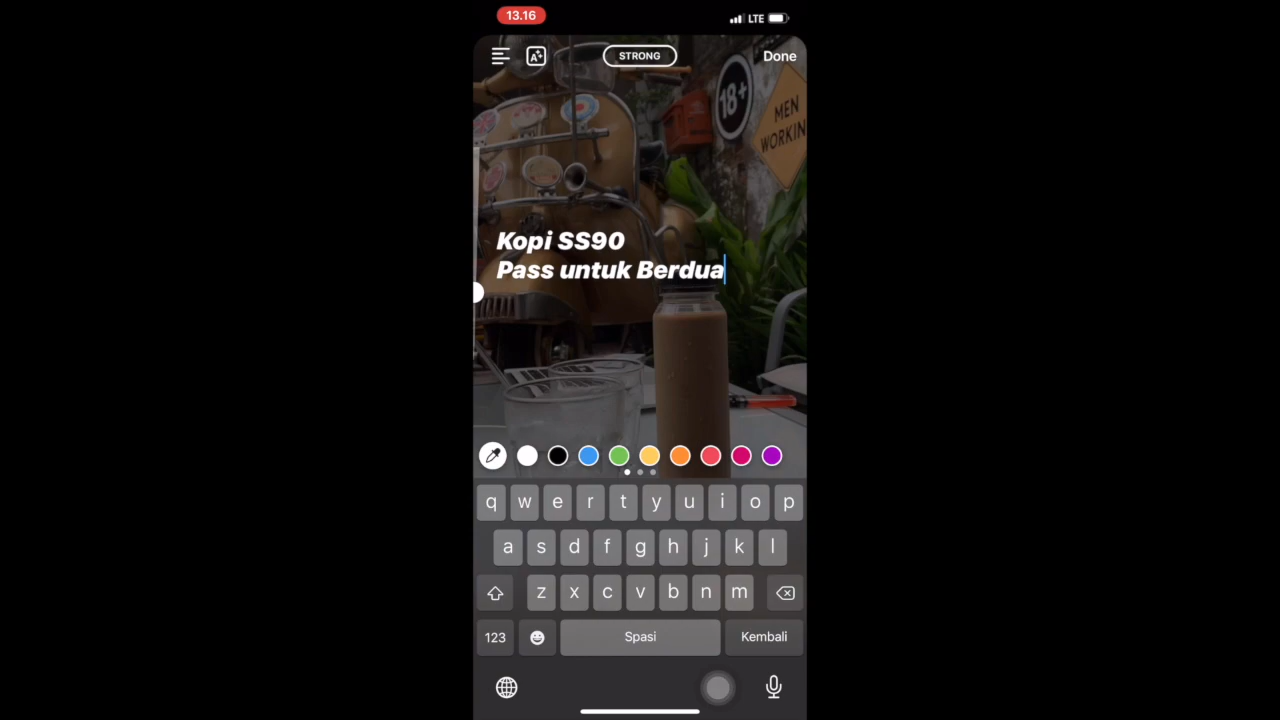 13.16
LTE
STRONG
Done
18+
MEN
WORKIN
Kopi SS90
Pass untuk Berdua
q w e r t y u i o p
a s d f g h j k l
z x c v b n m
123
Spasi
Kembali